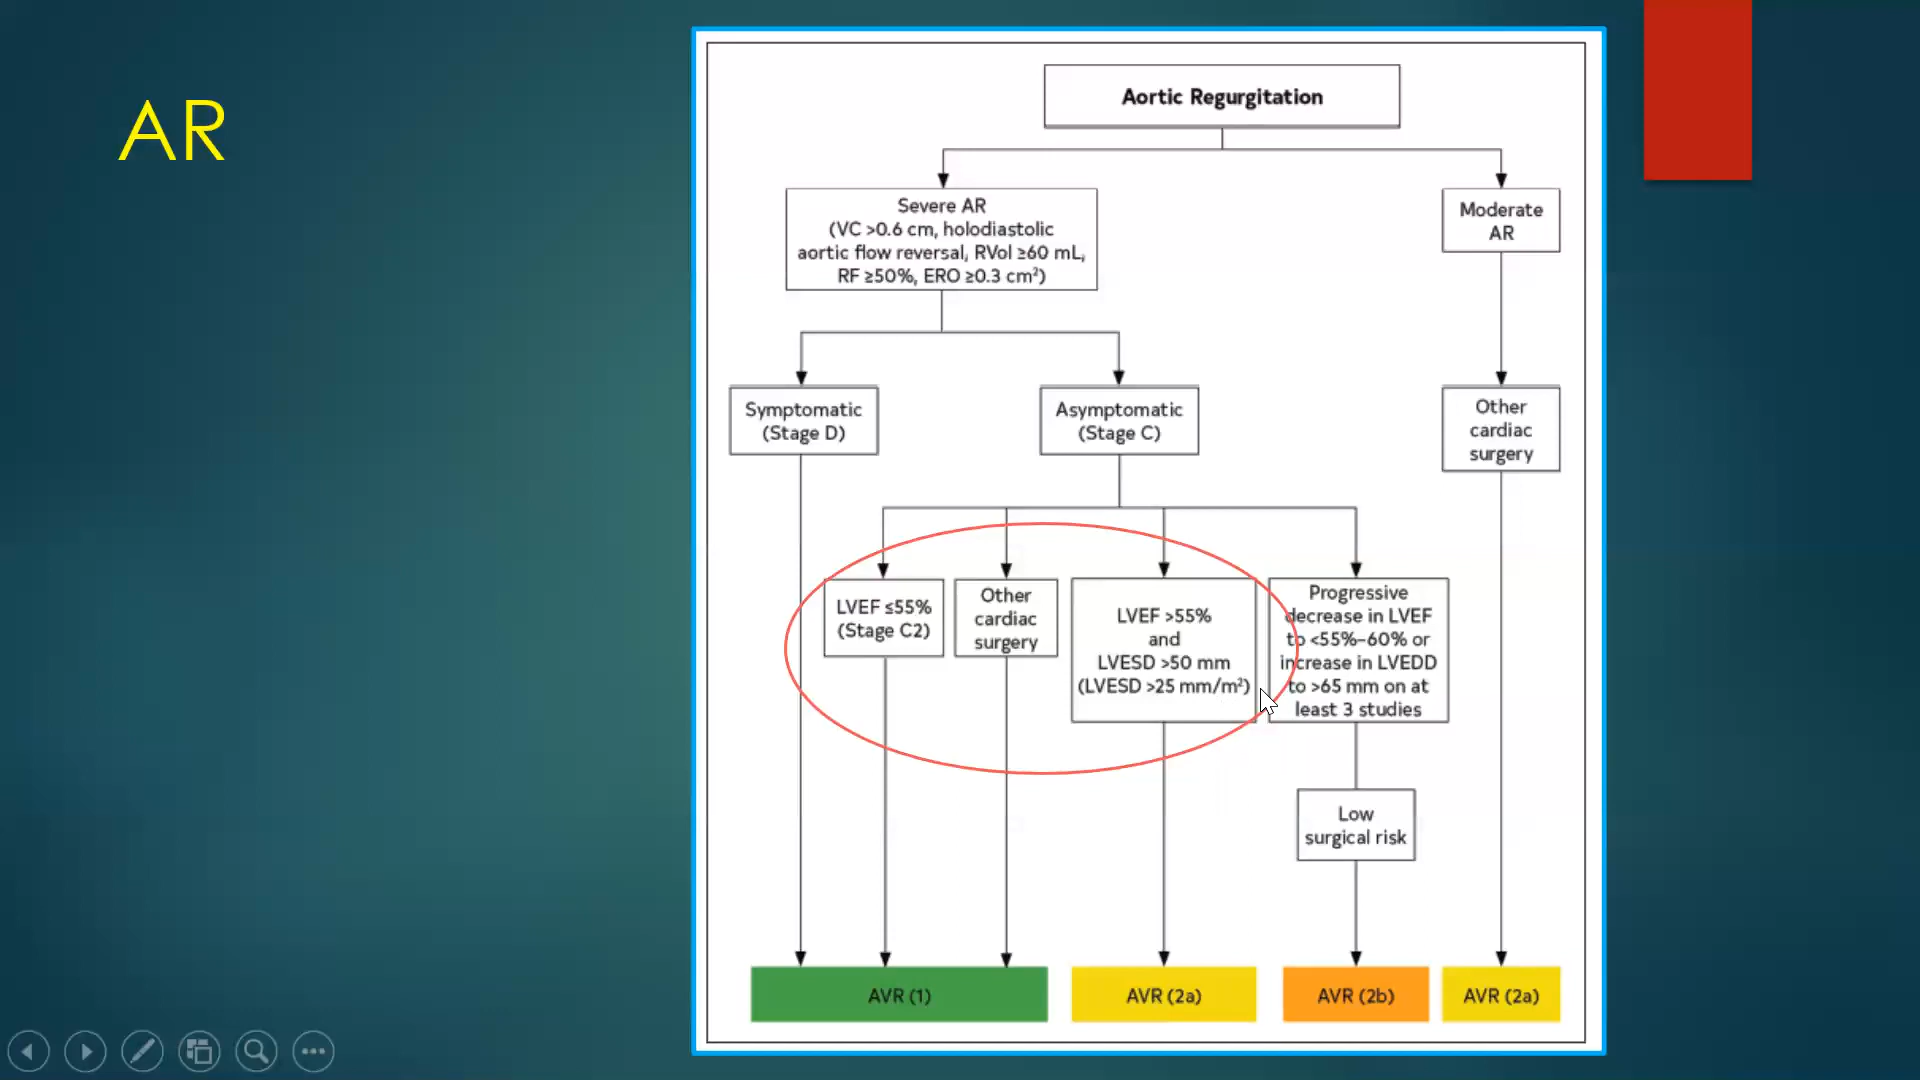 AR
Aortic Regurgitation
Severe AR
(VC >0.6 cm, holodiastolic
aortic flow reversal, RVol ≥60 mL,
RF ≥50%, ERO ≥0.3 cm²)
Moderate
AR
Symptomatic
(Stage D)
Asymptomatic
(Stage C)
Other
cardiac
surgery
LVEF ≤55%
(Stage C2)
Other
cardiac
surgery
LVEF >55%
and
LVESD >50 mm
(LVESD >25 mm/m²)
Progressive
decrease in LVEF
to <55%–60% or
increase in LVEDD
to >65 mm on at
least 3 studies
Low
surgical risk
AVR (1)
AVR (2a)
AVR (2b)
AVR (2a)